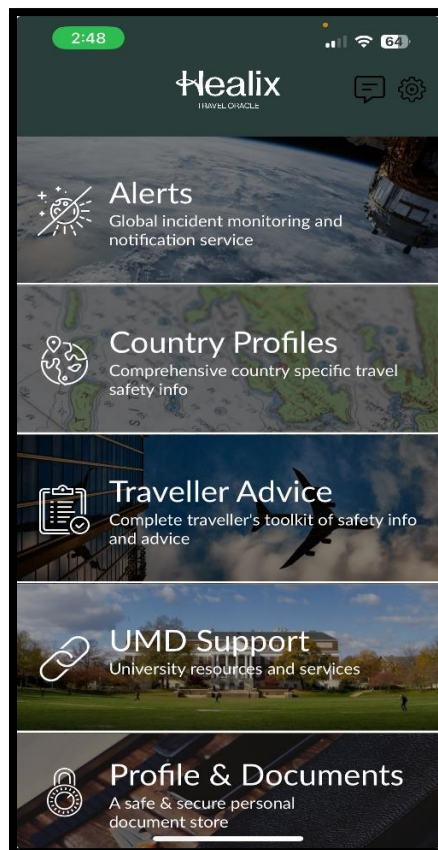 2:48
64
Healix
TRAVEL ORACLE
Alerts
Global incident monitoring and
notification service
Country Profiles
Comprehensive country specific travel
safety info
Traveller Advice
Complete traveller's toolkit of safety info
and advice
UMD Support
University resources and services
Profile & Documents
A safe & secure personal
document store